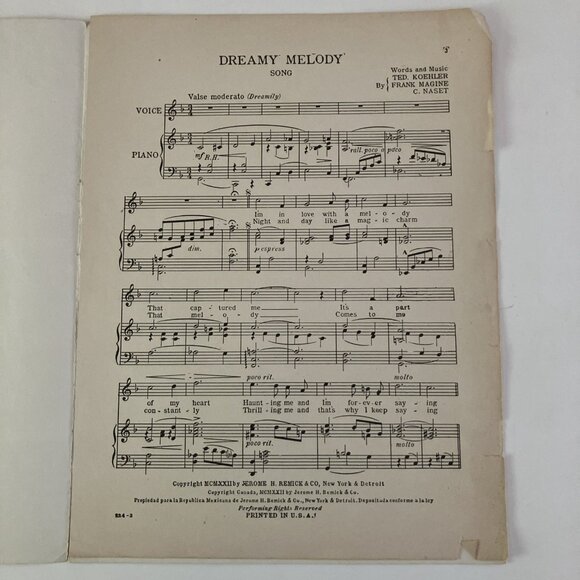 DREAMY MELODY
SONG
Words and Music
By TED. KOEHLER
FRANK MAGINE
C. NASET
Valse moderato (Dreamily)
VOICE
PIANO
mf R.H.
rall. poco a poco
I'm in love with a mel - o - dy
Night and day like a mag - ic charm
dim.
p espress
That cap - tured me It's a part
That mel - o - dy Comes to me
poco rit. molto
of my heart Haunt - ing me and I'm for - ev - er say - ing
con - stant - ly Thrill - ing me and that's why I keep say - ing
poco rit.
molto
Copyright MCMXXII by JEROME H. REMICK & CO., New York & Detroit
Copyright Canada, MCMXXII by Jerome H. Remick & Co.
Propiedad para la Republica Mexicana de Jerome H. Remick & Co., New York & Detroit. Depositada conforme a la ley
Performing Rights Reserved
PRINTED IN U.S.A.